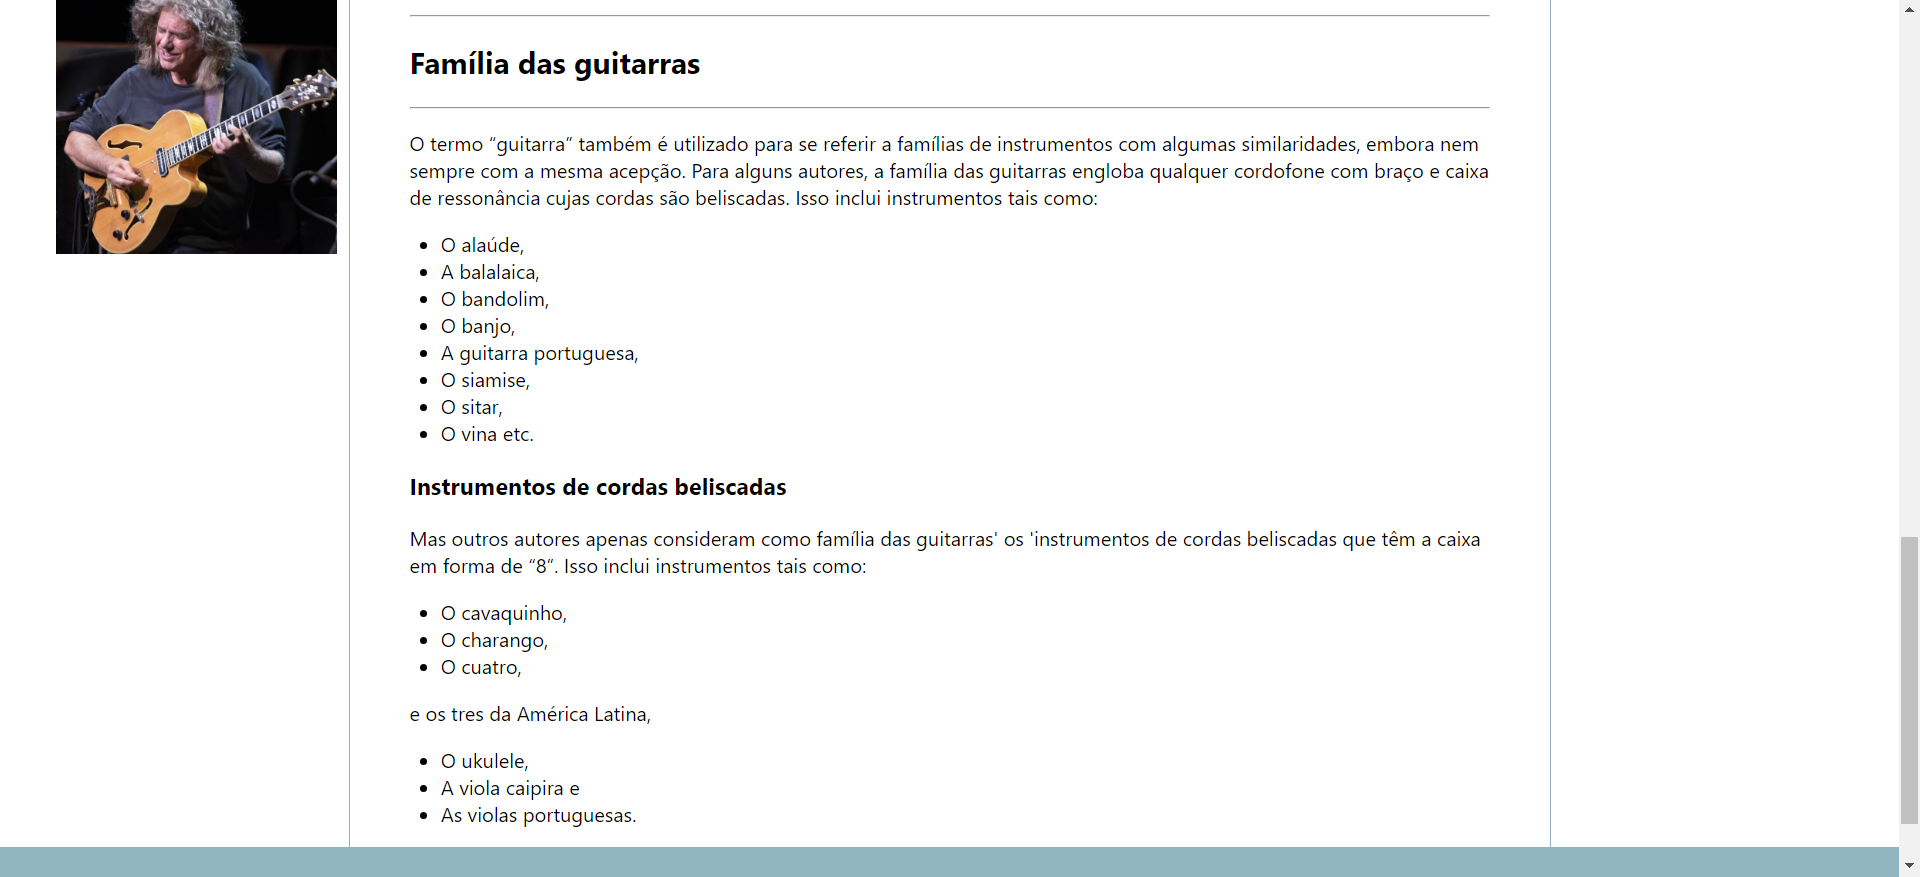 Família das guitarras
O termo “guitarra” também é utilizado para se referir a famílias de instrumentos com algumas similaridades, embora nem
sempre com a mesma acepção. Para alguns autores, a família das guitarras engloba qualquer cordofone com braço e caixa
de ressonância cujas cordas são beliscadas. Isso inclui instrumentos tais como:
• O alaúde,
• A balalaica,
• O bandolim,
• O banjo,
• A guitarra portuguesa,
• O siamise,
• O sitar,
• O vina etc.
Instrumentos de cordas beliscadas
Mas outros autores apenas consideram como família das guitarras' os 'instrumentos de cordas beliscadas que têm a caixa
em forma de “8”. Isso inclui instrumentos tais como:
• O cavaquinho,
• O charango,
• O cuatro,
e os tres da América Latina,
• O ukulele,
• A viola caipira e
• As violas portuguesas.